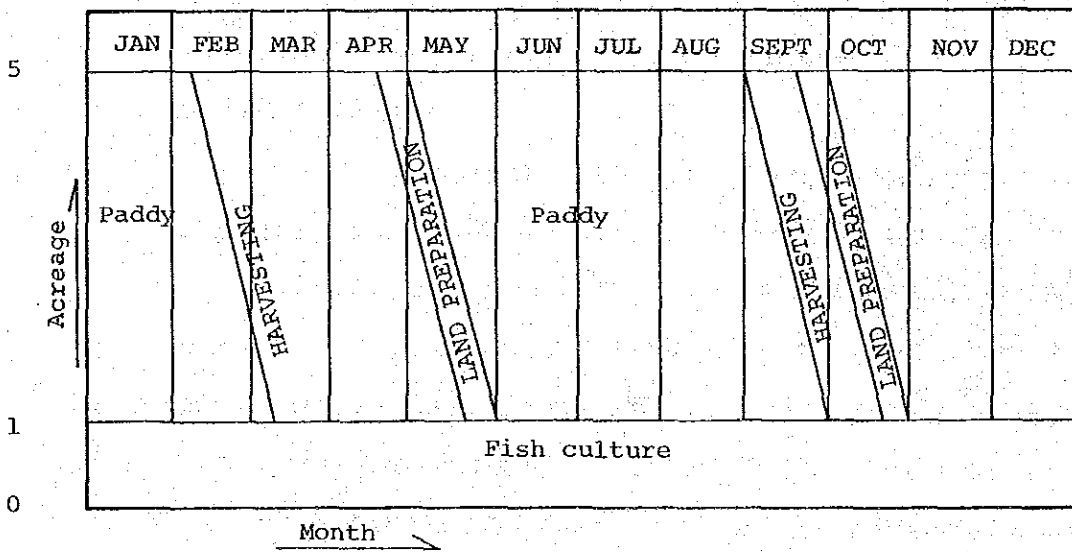 JAN FEB MAR APR MAY JUN JUL AUG SEPT OCT NOV DEC
5
Acreage
Paddy
HARVESTING
LAND PREPARATION
Paddy
HARVESTING
LAND PREPARATION
1
Fish culture
0
Month